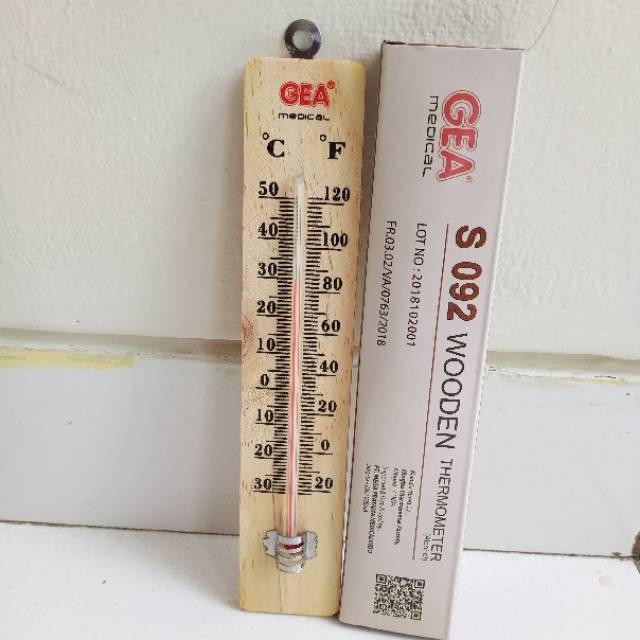 GEA®
medical
°C °F
50 120
40 100
30 80
20 60
10 40
0 20
10 0
20
30 20
GEA®
medical
S 092 WOODEN THERMOMETER
LOT NO : 2018102001
FR.03.02/VA/0763/2018